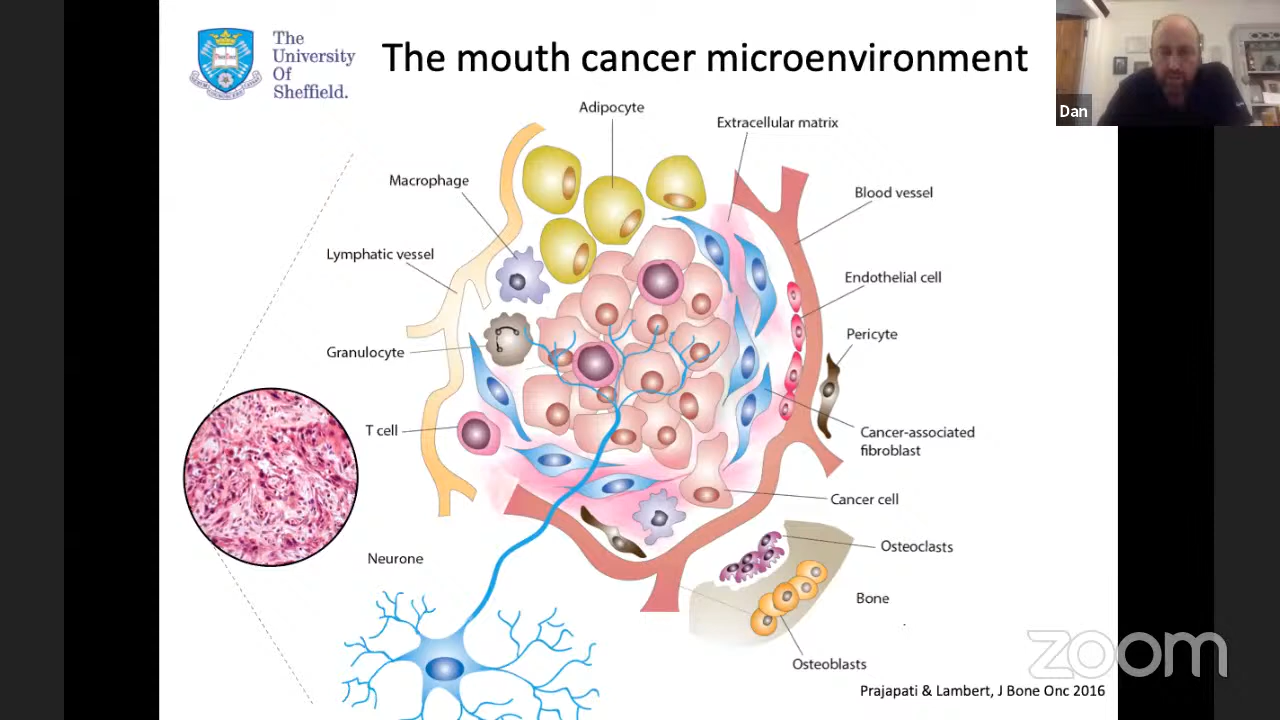 The
University
Of
Sheffield.
The mouth cancer microenvironment
Dan
Adipocyte
Extracellular matrix
Macrophage
Blood vessel
Lymphatic vessel
Endothelial cell
Pericyte
Granulocyte
T cell
Cancer-associated
fibroblast
Cancer cell
Osteoclasts
Neurone
Bone
Osteoblasts
zoom
Prajapati & Lambert, J Bone Onc 2016